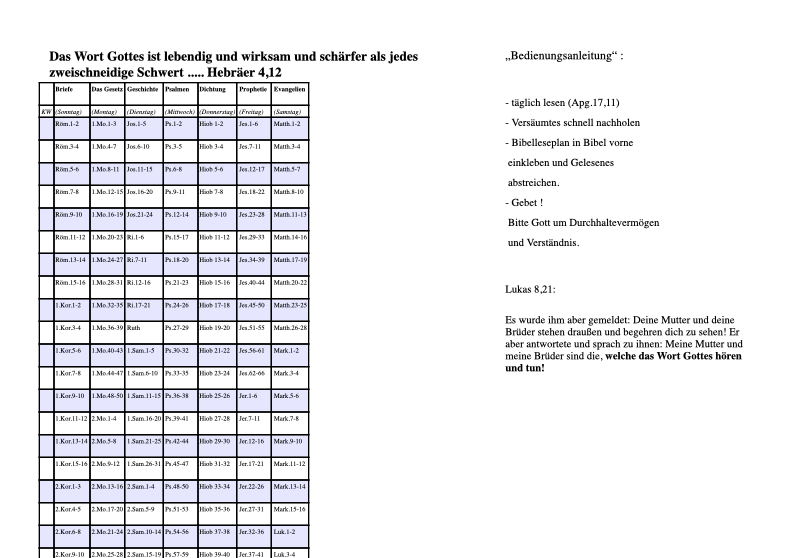 Das Wort Gottes ist lebendig und wirksam und schärfer als jedes
zweischneidige Schwert ..... Hebräer 4,12
Briefe Das Gesetz Geschichte Psalmen Dichtung Prophetie Evangelien
KW (Sonntag) (Montag) (Dienstag) (Mittwoch) (Donnerstag) (Freitag) (Samstag)
Röm.1-2 1.Mo.1-3 Jos.1-5 Ps.1-2 Hiob 1-2 Jes.1-6 Matth.1-2
Röm.3-4 1.Mo.4-7 Jos.6-10 Ps.3-5 Hiob 3-4 Jes.7-11 Matth.3-4
Röm.5-6 1.Mo.8-11 Jos.11-15 Ps.6-8 Hiob 5-6 Jes.12-17 Matth.5-7
Röm.7-8 1.Mo.12-15 Jos.16-20 Ps.9-11 Hiob 7-8 Jes.18-22 Matth.8-10
Röm.9-10 1.Mo.16-19 Jos.21-24 Ps.12-14 Hiob 9-10 Jes.23-28 Matth.11-13
Röm.11-12 1.Mo.20-23 Ri.1-6 Ps.15-17 Hiob 11-12 Jes.29-33 Matth.14-16
Röm.13-14 1.Mo.24-27 Ri.7-11 Ps.18-20 Hiob 13-14 Jes.34-39 Matth.17-19
Röm.15-16 1.Mo.28-31 Ri.12-16 Ps.21-23 Hiob 15-16 Jes.40-44 Matth.20-22
1.Kor.1-2 1.Mo.32-35 Ri.17-21 Ps.24-26 Hiob 17-18 Jes.45-50 Matth.23-25
1.Kor.3-4 1.Mo.36-39 Ruth Ps.27-29 Hiob 19-20 Jes.51-55 Matth.26-28
1.Kor.5-6 1.Mo.40-43 1.Sam.1-5 Ps.30-32 Hiob 21-22 Jes.56-61 Mark.1-2
1.Kor.7-8 1.Mo.44-47 1.Sam.6-10 Ps.33-35 Hiob 23-24 Jes.62-66 Mark.3-4
1.Kor.9-10 1.Mo.48-50 1.Sam.11-15 Ps.36-38 Hiob 25-26 Jer.1-6 Mark.5-6
1.Kor.11-12 2.Mo.1-4 1.Sam.16-20 Ps.39-41 Hiob 27-28 Jer.7-11 Mark.7-8
1.Kor.13-14 2.Mo.5-8 1.Sam.21-25 Ps.42-44 Hiob 29-30 Jer.12-16 Mark.9-10
1.Kor.15-16 2.Mo.9-12 1.Sam.26-31 Ps.45-47 Hiob 31-32 Jer.17-21 Mark.11-12
2.Kor.1-3 2.Mo.13-16 2.Sam.1-4 Ps.48-50 Hiob 33-34 Jer.22-26 Mark.13-14
2.Kor.4-5 2.Mo.17-20 2.Sam.5-9 Ps.51-53 Hiob 35-36 Jer.27-31 Mark.15-16
2.Kor.6-8 2.Mo.21-24 2.Sam.10-14 Ps.54-56 Hiob 37-38 Jer.32-36 Luk.1-2
2.Kor.9-10 2.Mo.25-28 2.Sam.15-19 Ps.57-59 Hiob 39-40 Jer.37-41 Luk.3-4
„Bedienungsanleitung“ :
- täglich lesen (Apg.17,11)
- Versäumtes schnell nachholen
- Bibelleseplan in Bibel vorne
einkleben und Gelesenes
abstreichen.
- Gebet !
Bitte Gott um Durchhaltevermögen
und Verständnis.
Lukas 8,21:
Es wurde ihm aber gemeldet: Deine Mutter und deine
Brüder stehen draußen und begehren dich zu sehen! Er
aber antwortete und sprach zu ihnen: Meine Mutter und
meine Brüder sind die, welche das Wort Gottes hören
und tun!